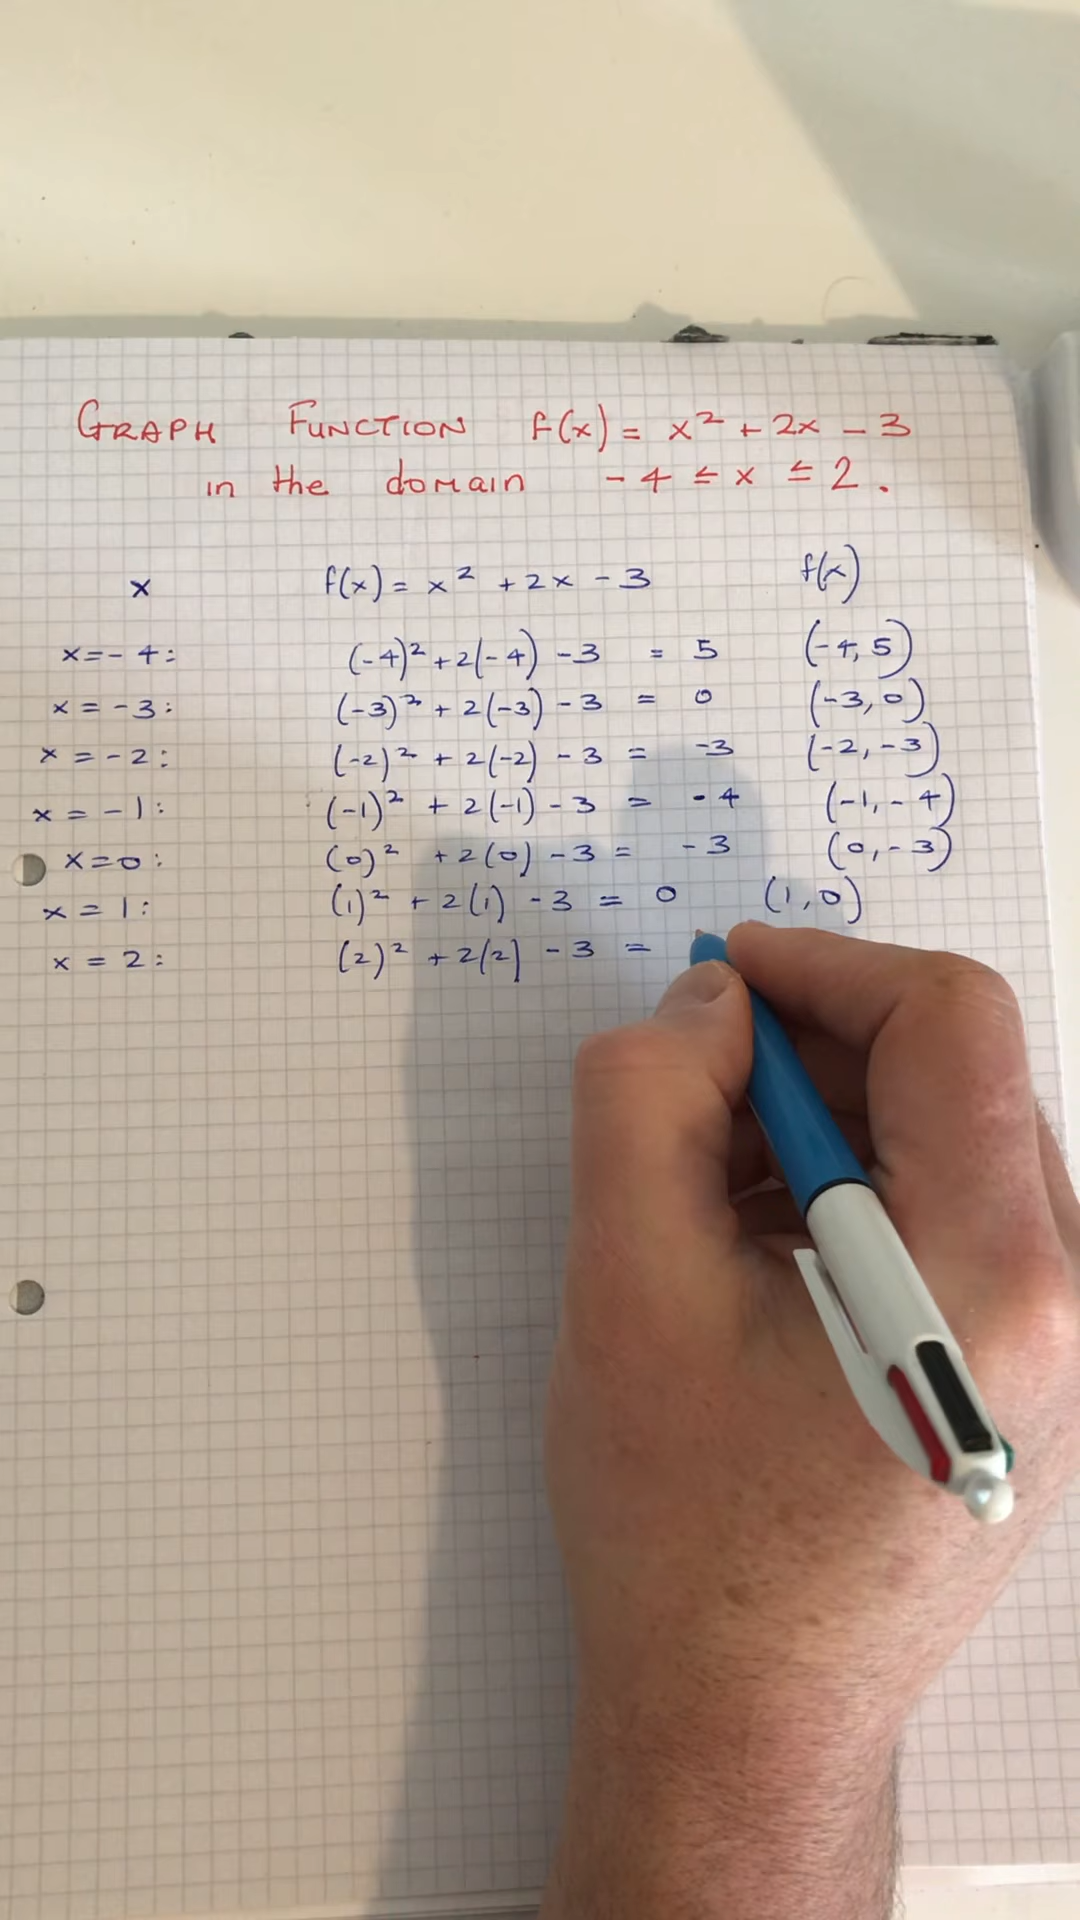 GRAPH FUNCTION f(x) = x² + 2x - 3
in the domain -4 ≤ x ≤ 2.
x f(x) = x² + 2x - 3 f(x)
x = -4: (-4)² + 2(-4) - 3 = 5 (-4, 5)
x = -3: (-3)² + 2(-3) - 3 = 0 (-3, 0)
x = -2: (-2)² + 2(-2) - 3 = -3 (-2, -3)
x = -1: (-1)² + 2(-1) - 3 = -4 (-1, -4)
x = 0: (0)² + 2(0) - 3 = -3 (0, -3)
x = 1: (1)² + 2(1) - 3 = 0 (1, 0)
x = 2: (2)² + 2(2) - 3 =